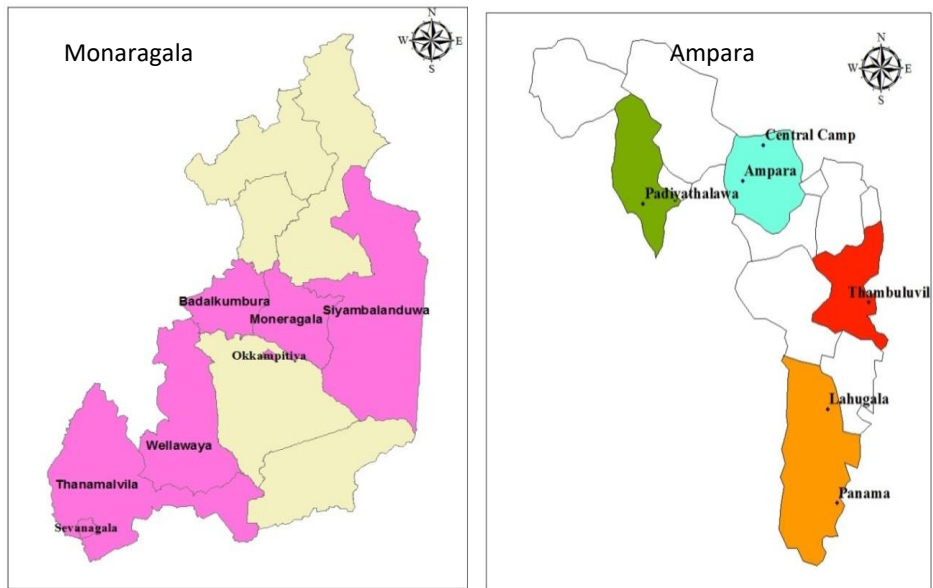 Monaragala
N
W E
S
Badalkumbura
Moneragala
Siyambalanduwa
Okkampitiya
Wellawaya
Thanamalvila
Sevanagala
Ampara
N
W E
S
Central Camp
Ampara
Padiyathalawa
Thambuluvil
Lahugala
Panama